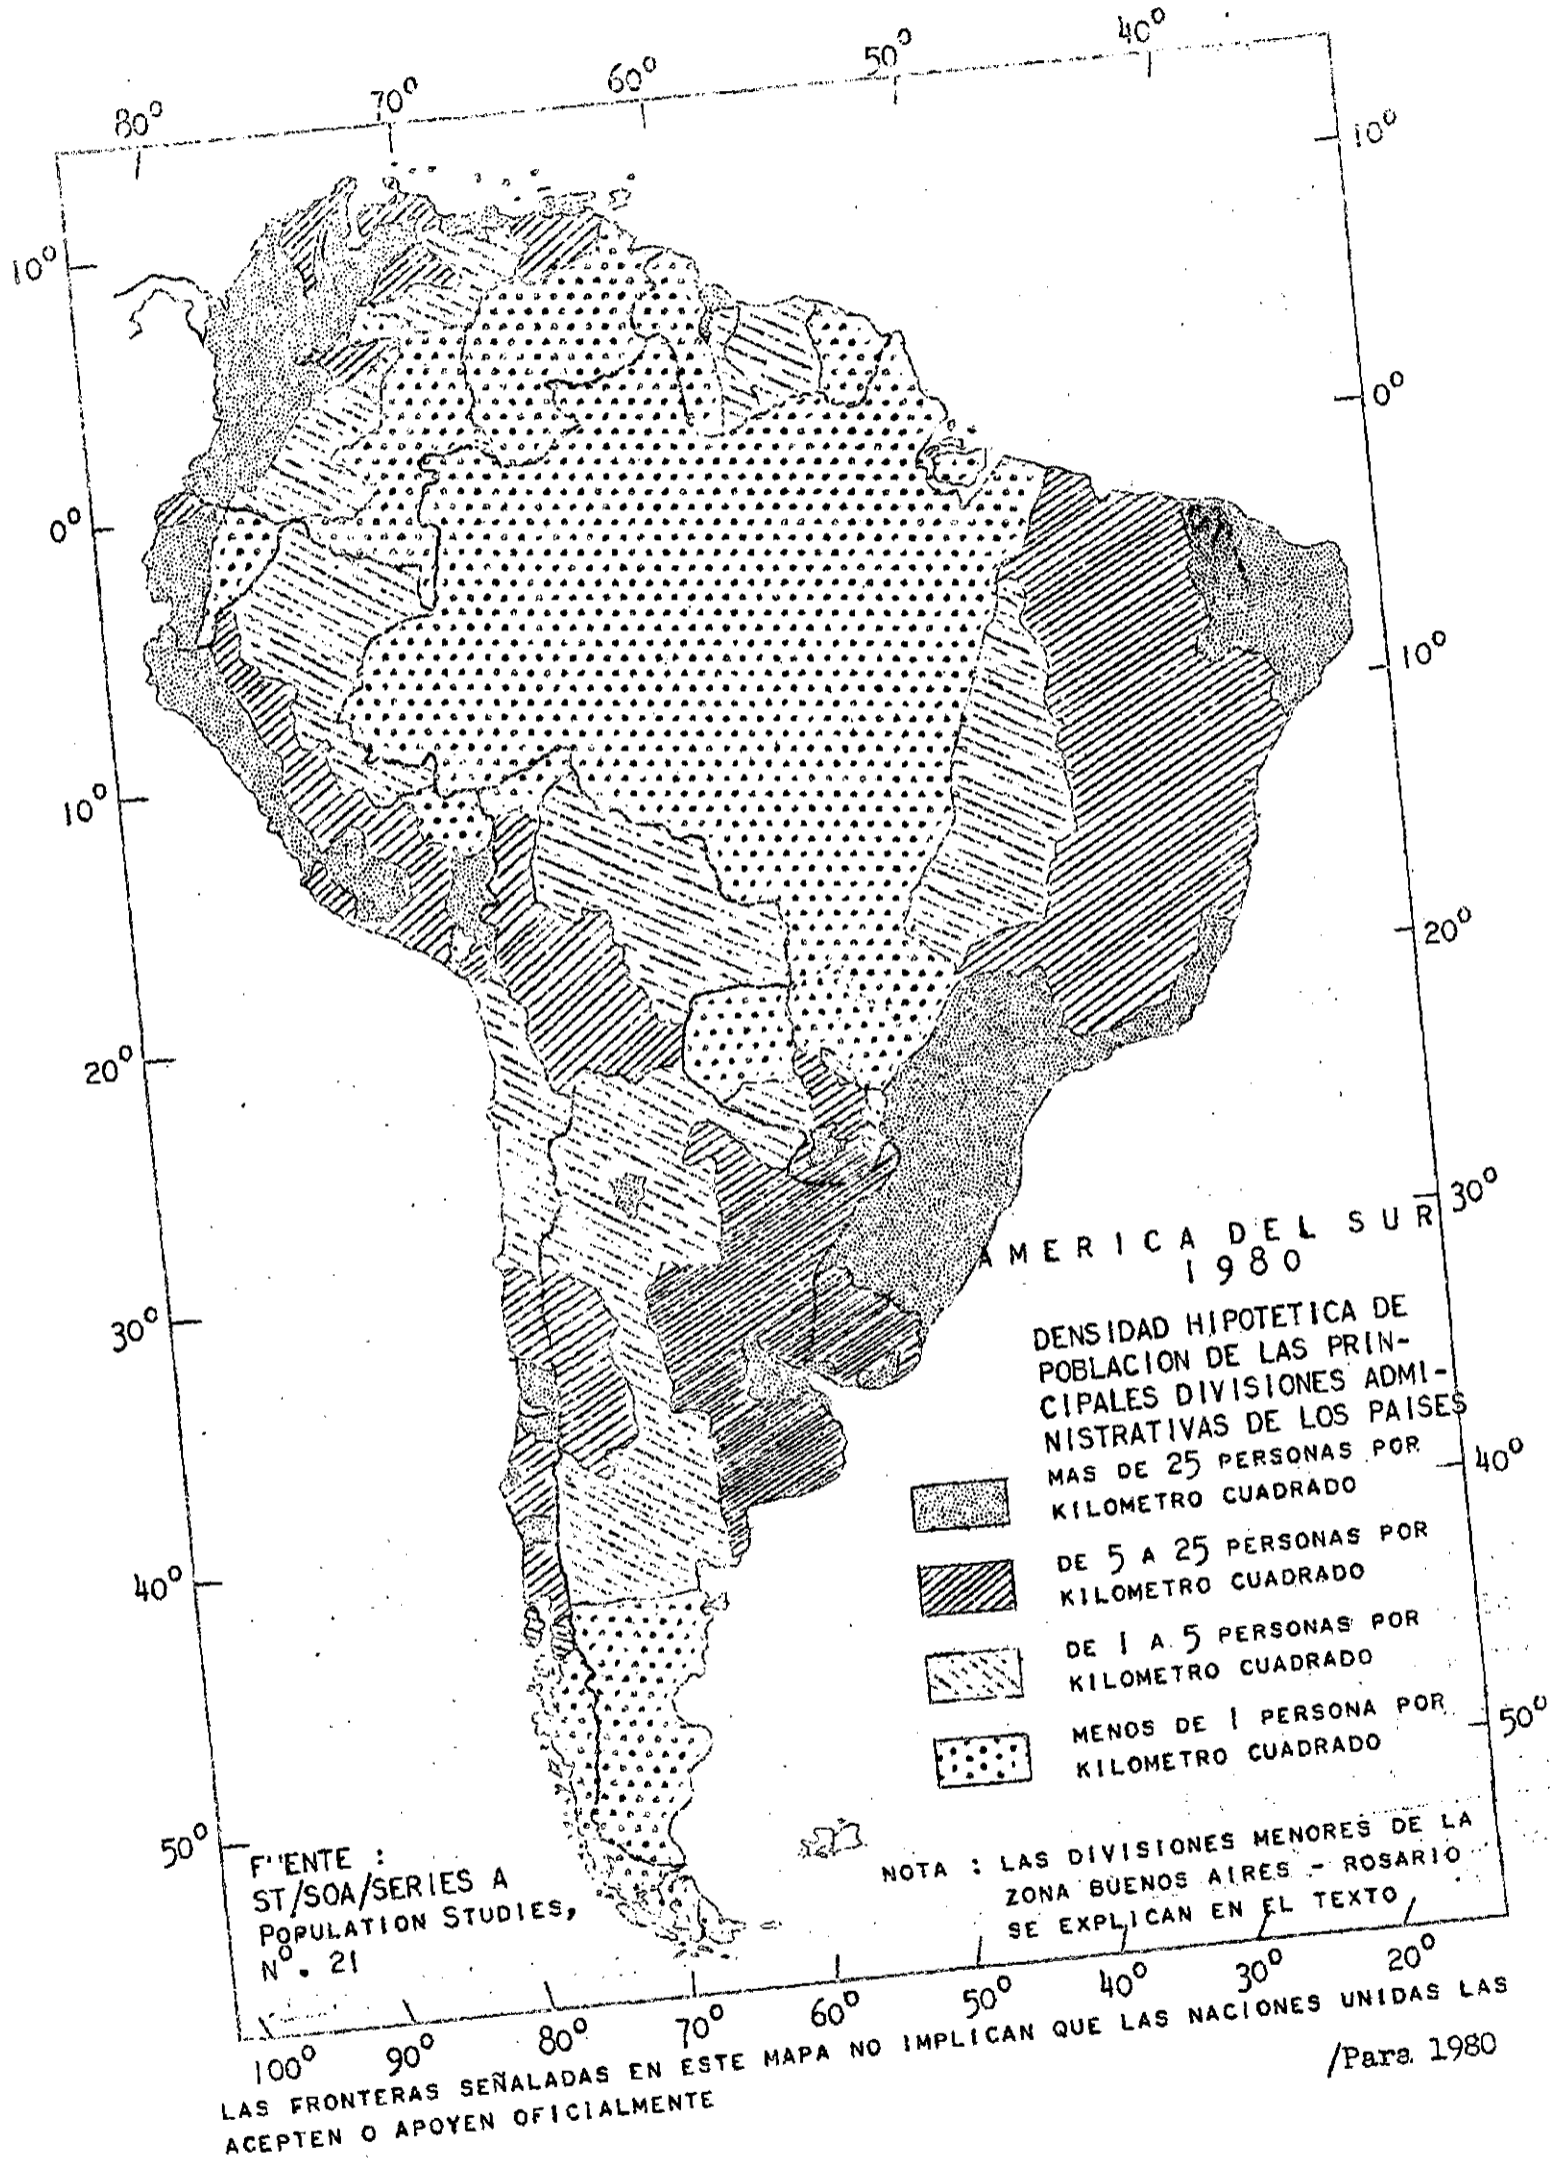 80°
70°
60°
50°
40°
10°
10°
0°
0°
10°
10°
20°
20°
30°
30°
40°
40°
50°
50°
AMERICA DEL SUR
1980
DENSIDAD HIPOTETICA DE
POBLACION DE LAS PRIN-
CIPALES DIVISIONES ADMI-
NISTRATIVAS DE LOS PAISES
MAS DE 25 PERSONAS POR
KILOMETRO CUADRADO
DE 5 A 25 PERSONAS POR
KILOMETRO CUADRADO
DE 1 A 5 PERSONAS POR
KILOMETRO CUADRADO
MENOS DE 1 PERSONA POR
KILOMETRO CUADRADO
F''ENTE :
ST/SOA/SERIES A
POPULATION STUDIES,
N°. 21
NOTA : LAS DIVISIONES MENORES DE LA
ZONA BUENOS AIRES - ROSARIO
SE EXPLICAN EN EL TEXTO
100°
90°
80°
70°
60°
50°
40°
30°
20°
LAS FRONTERAS SEÑALADAS EN ESTE MAPA NO IMPLICAN QUE LAS NACIONES UNIDAS LAS
ACEPTEN O APOYEN OFICIALMENTE
/Para 1980